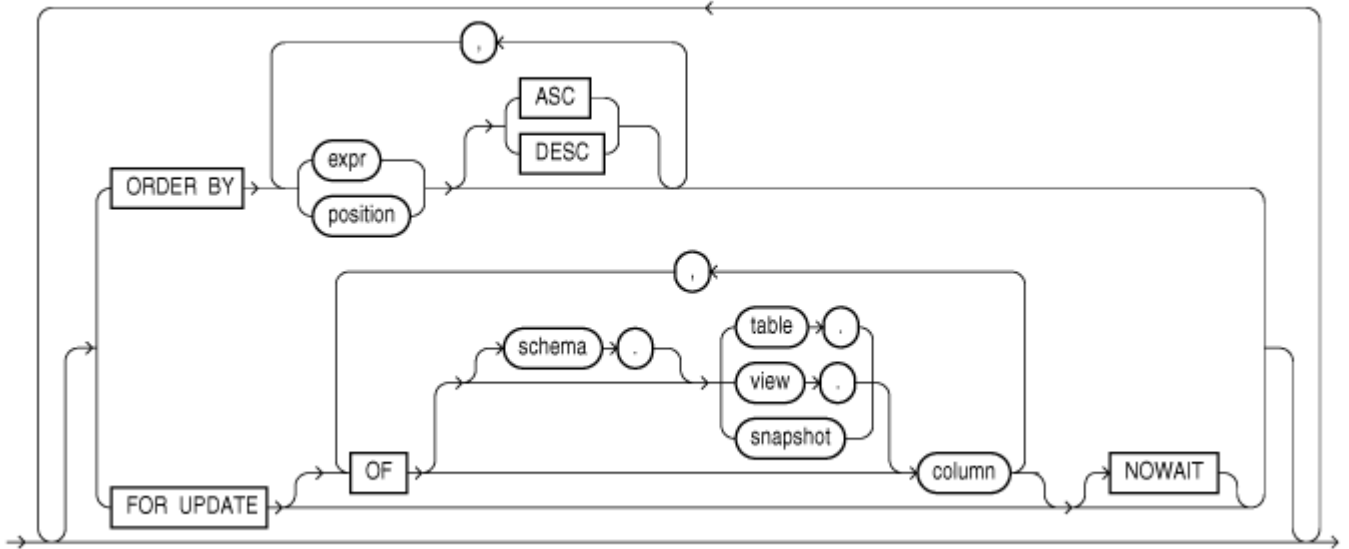 ,
ASC
DESC
expr
ORDER BY
position
,
table .
schema .
view .
snapshot
OF
column
NOWAIT
FOR UPDATE